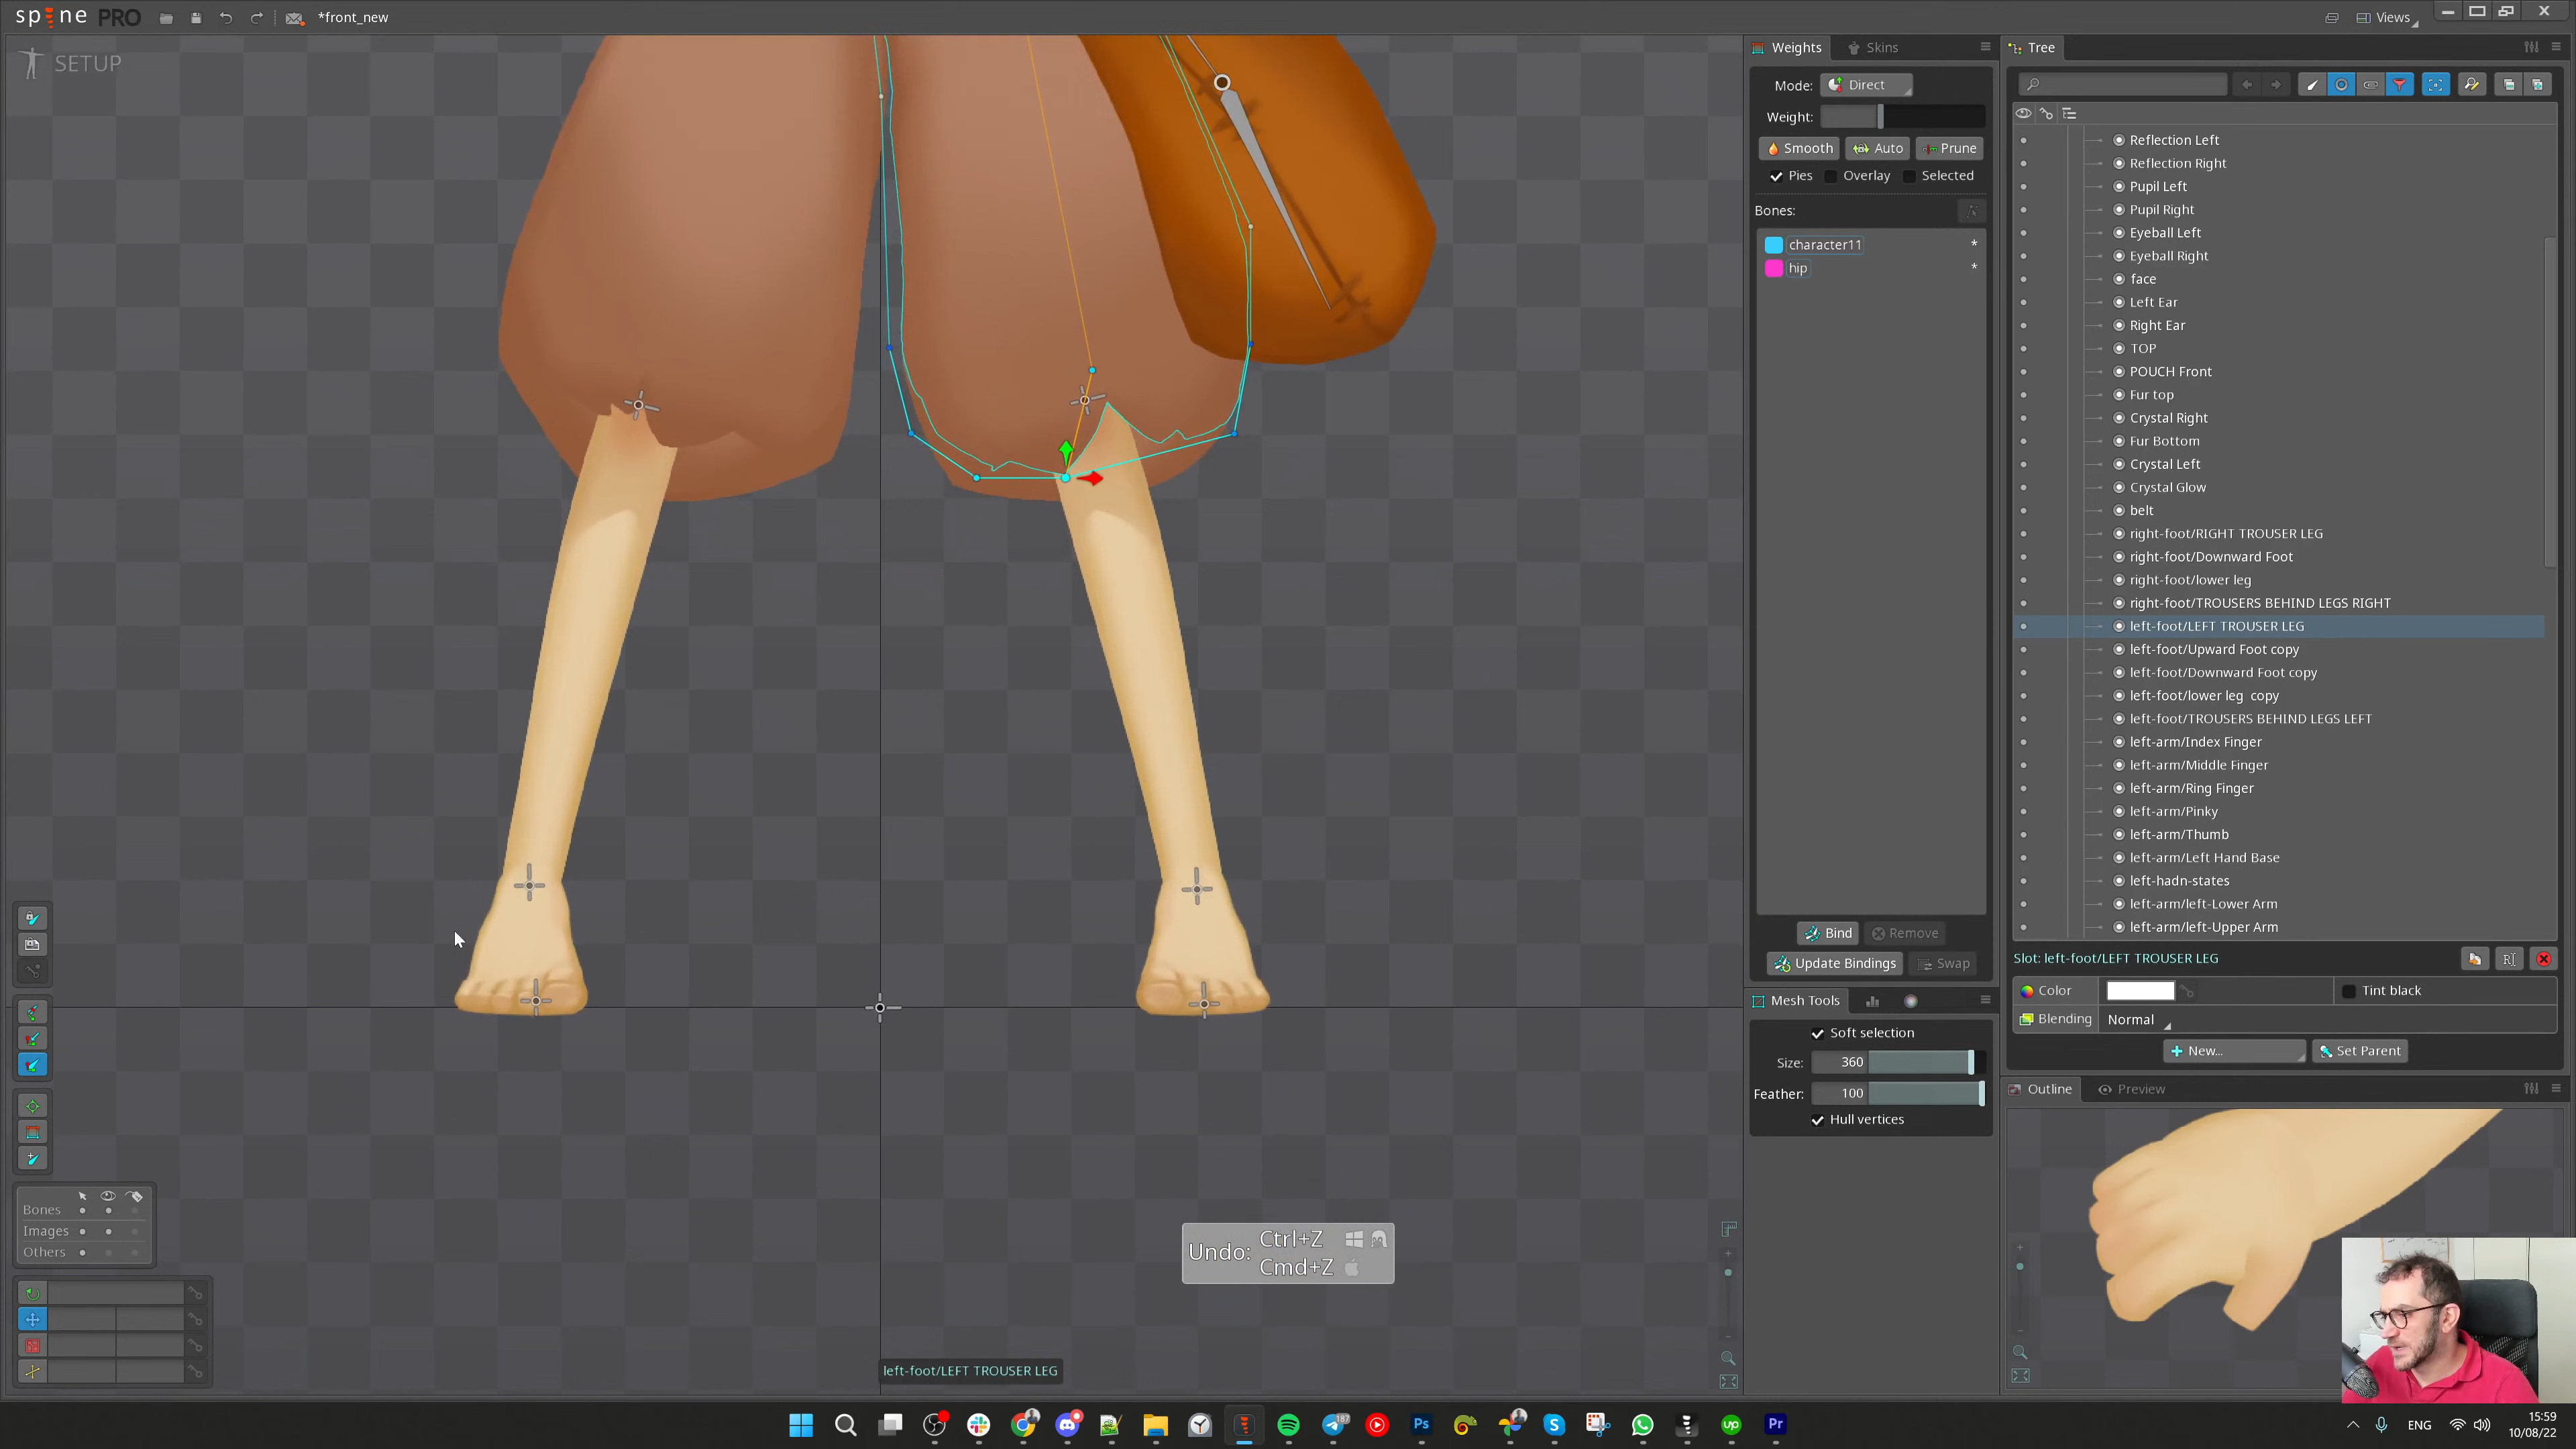 spine PRO
*front_new
Views
SETUP
Weights
Skins
Mode:
Direct
Weight:
Smooth
Auto
Prune
Pies
Overlay
Selected
Bones:
character11
*
hip
*
Bind
Remove
Update Bindings
Swap
Mesh Tools
Soft selection
Size:
360
Feather:
100
Hull vertices
Tree
Reflection Left
Reflection Right
Pupil Left
Pupil Right
Eyeball Left
Eyeball Right
face
Left Ear
Right Ear
TOP
POUCH Front
Fur top
Crystal Right
Fur Bottom
Crystal Left
Crystal Glow
belt
right-foot/RIGHT TROUSER LEG
right-foot/Downward Foot
right-foot/lower leg
right-foot/TROUSERS BEHIND LEGS RIGHT
left-foot/LEFT TROUSER LEG
left-foot/Upward Foot copy
left-foot/Downward Foot copy
left-foot/lower leg  copy
left-foot/TROUSERS BEHIND LEGS LEFT
left-arm/Index Finger
left-arm/Middle Finger
left-arm/Ring Finger
left-arm/Pinky
left-arm/Thumb
left-arm/Left Hand Base
left-hadn-states
left-arm/left-Lower Arm
left-arm/left-Upper Arm
Slot: left-foot/LEFT TROUSER LEG
Color
Tint black
Blending
Normal
New...
Set Parent
Outline
Preview
Bones
Images
Others
Undo:
Ctrl+Z
Cmd+Z
left-foot/LEFT TROUSER LEG
187
Ps
up
Pr
ENG
15:59
10/08/22